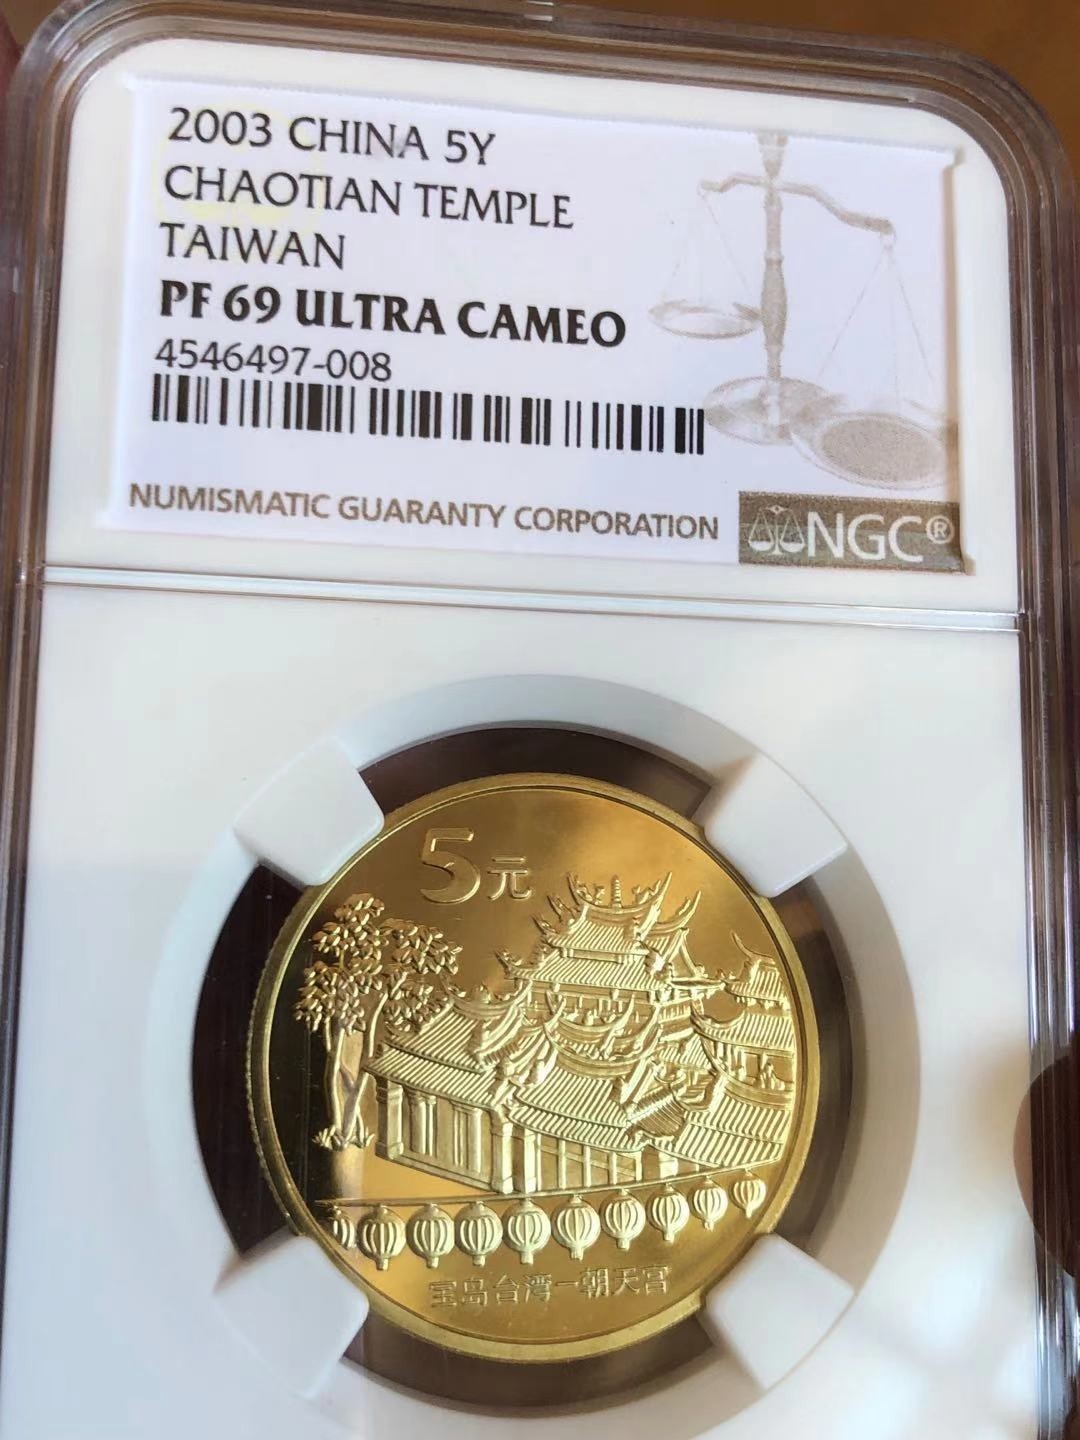 2003 CHINA 5Y
CHAOTIAN TEMPLE
TAIWAN
PF 69 ULTRA CAMEO
4546497-008
NUMISMATIC GUARANTY CORPORATION
NGC®
5元
宝岛台湾—朝天宫